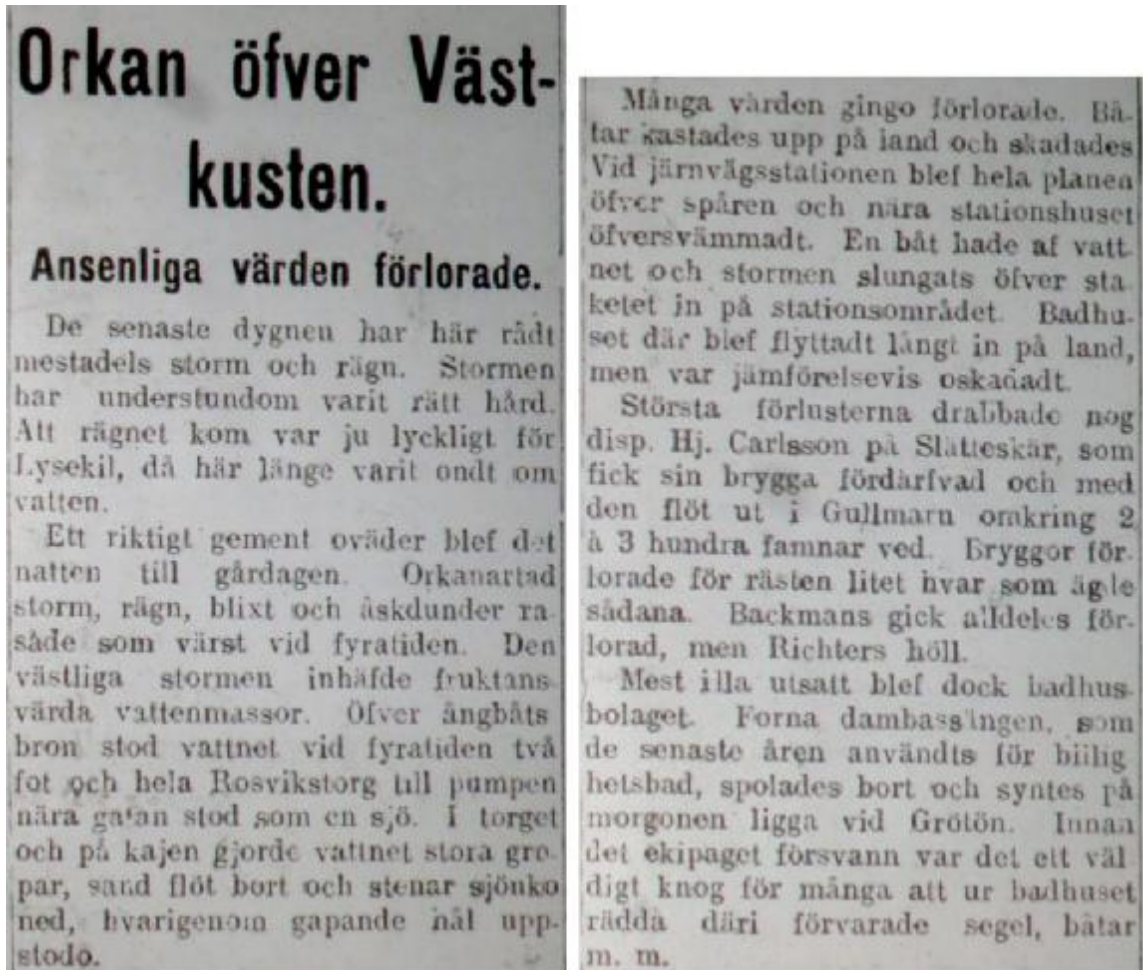 Orkan öfver Väst-
kusten.
Ansenliga värden förlorade.
De senaste dygnen har här rådt
mestadels storm och rägn. Stormen
har understundom varit rätt hård.
Att rägnet kom var ju lyckligt för
Lysekil, då här länge varit ondt om
vatten.
Ett riktigt gement oväder blef det
natten till gårdagen. Orkanartad
storm, rägn, blixt och åskdunder ra-
sade som värst vid fyratiden. Den
västliga stormen inhäfde fruktans-
värda vattenmassor. Öfver ångbåts
bron stod vattnet vid fyratiden två
fot och hela Rosvikstorg till pumpen
nära gatan stod som en sjö. I torget
och på kajen gjorde vattnet stora gro-
par, sand flöt bort och stenar sjönko
ned, hvarigenom gapande hål upp-
stodo.
Många värden gingo förlorade. Bå-
tar kastades upp på land och skadades
Vid järnvägsstationen blef hela planen
öfver spåren och nära stationshuset
öfversvämmadt. En båt hade af vatt-
net och stormen slungats öfver sta-
ketet in på stationsområdet. Badhu-
set där blef flyttadt långt in på land,
men var jämförelsevis oskadadt.
Största förlusterna drabbade nog
disp. Hj. Carlsson på Slätteskär, som
fick sin brygga fördärfvad och med
den flöt ut i Gullmarn omkring 2
à 3 hundra famnar ved. Bryggor för-
lorade för rästen litet hvar som ägde
sådana. Backmans gick alldeles för-
lorad, men Richters höll.
Mest illa utsatt blef dock badhus-
bolaget. Forna dambassingen, som
de senaste åren användts för billig
hetsbad, spolades bort och syntes på
morgonen ligga vid Grötön. Innan
det ekipaget försvann var det ett väl
digt knog för många att ur badhuset
rädda däri förvarade segel, båtar
m. m.